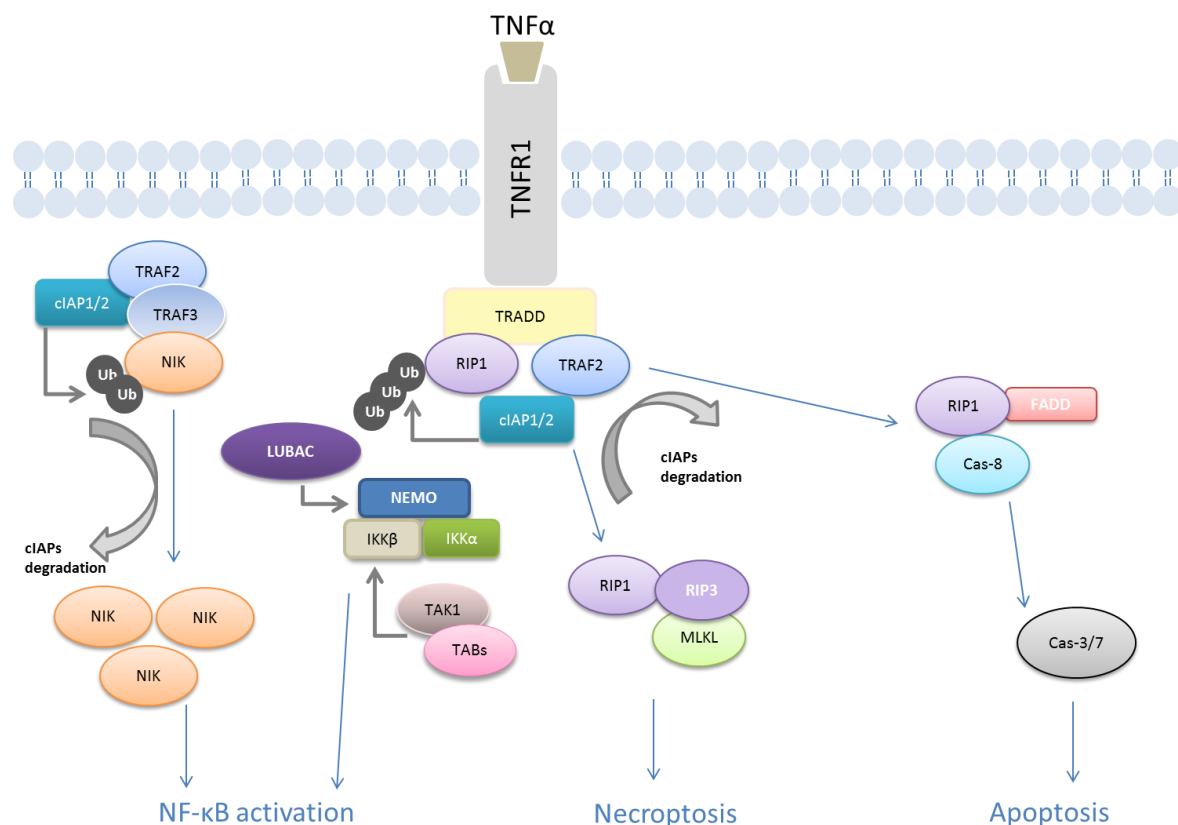 TNFα
TNFR1
TRAF2
cIAP1/2
TRAF3
NIK
Ub
Ub
TRADD
RIP1
TRAF2
Ub
Ub
Ub
cIAP1/2
LUBAC
NEMO
IKKβ
IKKα
TAK1
TABs
cIAPs
degradation
NIK
NIK
NIK
cIAPs
degradation
RIP1
RIP3
MLKL
RIP1
FADD
Cas-8
Cas-3/7
NF-κB activation
Necroptosis
Apoptosis